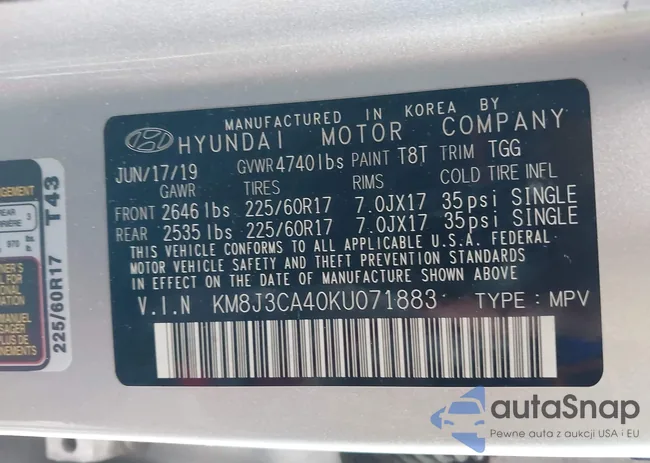 MANUFACTURED IN KOREA BY
HYUNDAI MOTOR COMPANY
JUN/17/19 GVWR 4740lbs PAINT T8T TRIM TGG
GAWR TIRES RIMS COLD TIRE INFL
FRONT 2646 lbs 225/60R17 7.0JX17 35psi SINGLE
REAR 2535 lbs 225/60R17 7.0JX17 35psi SINGLE
THIS VEHICLE CONFORMS TO ALL APPLICABLE U.S.A. FEDERAL
MOTOR VEHICLE SAFETY AND THEFT PREVENTION STANDARDS
IN EFFECT ON THE DATE OF MANUFACTURE SHOWN ABOVE
V.I.N KM8J3CA40KU071883 TYPE : MPV
225/60R17 T43
autoSnap
Pewne auta z aukcji USA i EU